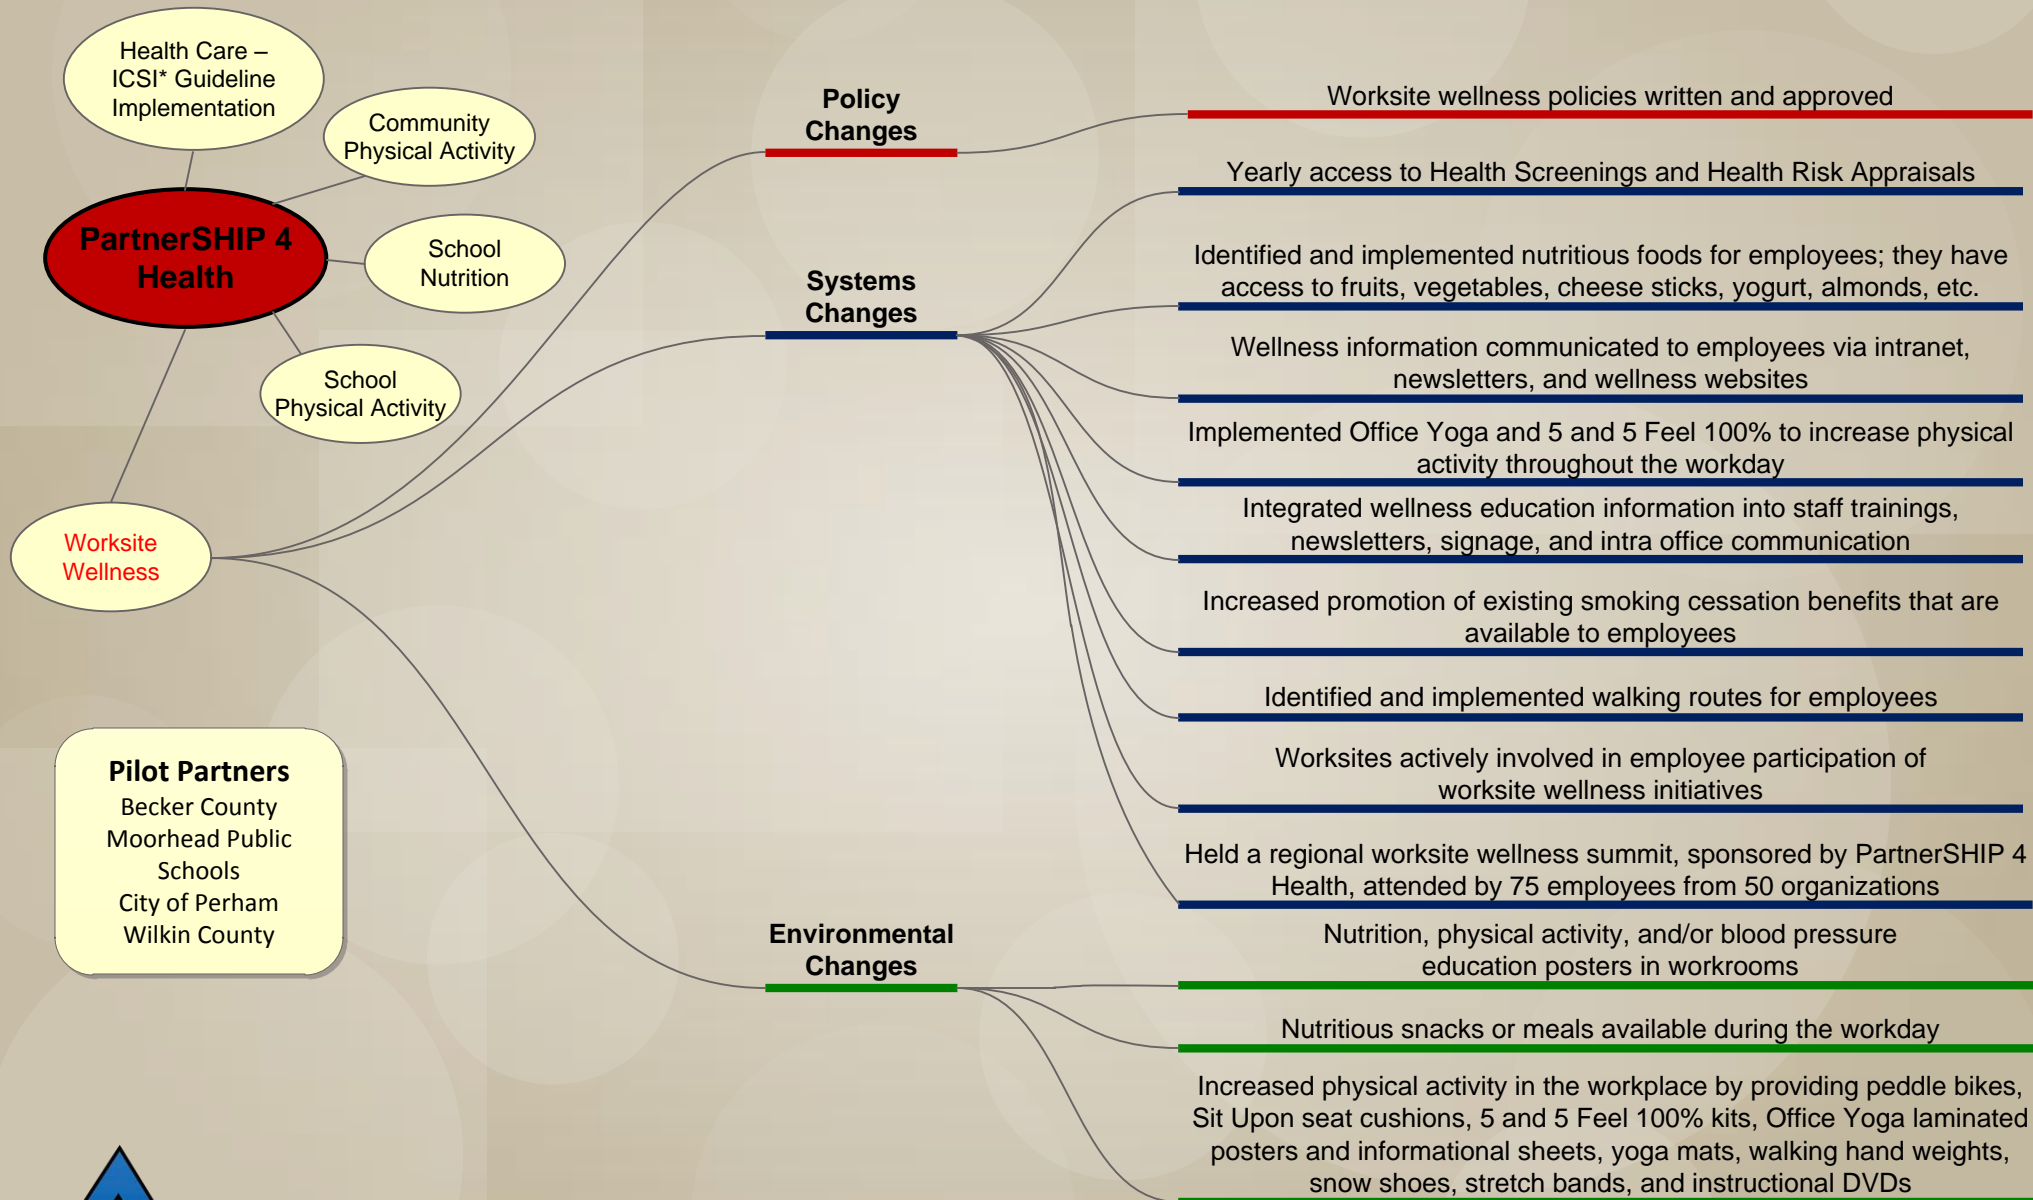 Health Care –
ICSI* Guideline
Implementation
Community
Physical Activity
PartnerSHIP 4
Health
School
Nutrition
School
Physical Activity
Worksite
Wellness
Pilot Partners
Becker County
Moorhead Public
Schools
City of Perham
Wilkin County
Policy
Changes
Worksite wellness policies written and approved
Systems
Changes
Yearly access to Health Screenings and Health Risk Appraisals
Identified and implemented nutritious foods for employees; they have
access to fruits, vegetables, cheese sticks, yogurt, almonds, etc.
Wellness information communicated to employees via intranet,
newsletters, and wellness websites
Implemented Office Yoga and 5 and 5 Feel 100% to increase physical
activity throughout the workday
Integrated wellness education information into staff trainings,
newsletters, signage, and intra office communication
Increased promotion of existing smoking cessation benefits that are
available to employees
Identified and implemented walking routes for employees
Worksites actively involved in employee participation of
worksite wellness initiatives
Held a regional worksite wellness summit, sponsored by PartnerSHIP 4
Health, attended by 75 employees from 50 organizations
Environmental
Changes
Nutrition, physical activity, and/or blood pressure
education posters in workrooms
Nutritious snacks or meals available during the workday
Increased physical activity in the workplace by providing peddle bikes,
Sit Upon seat cushions, 5 and 5 Feel 100% kits, Office Yoga laminated
posters and informational sheets, yoga mats, walking hand weights,
snow shoes, stretch bands, and instructional DVDs